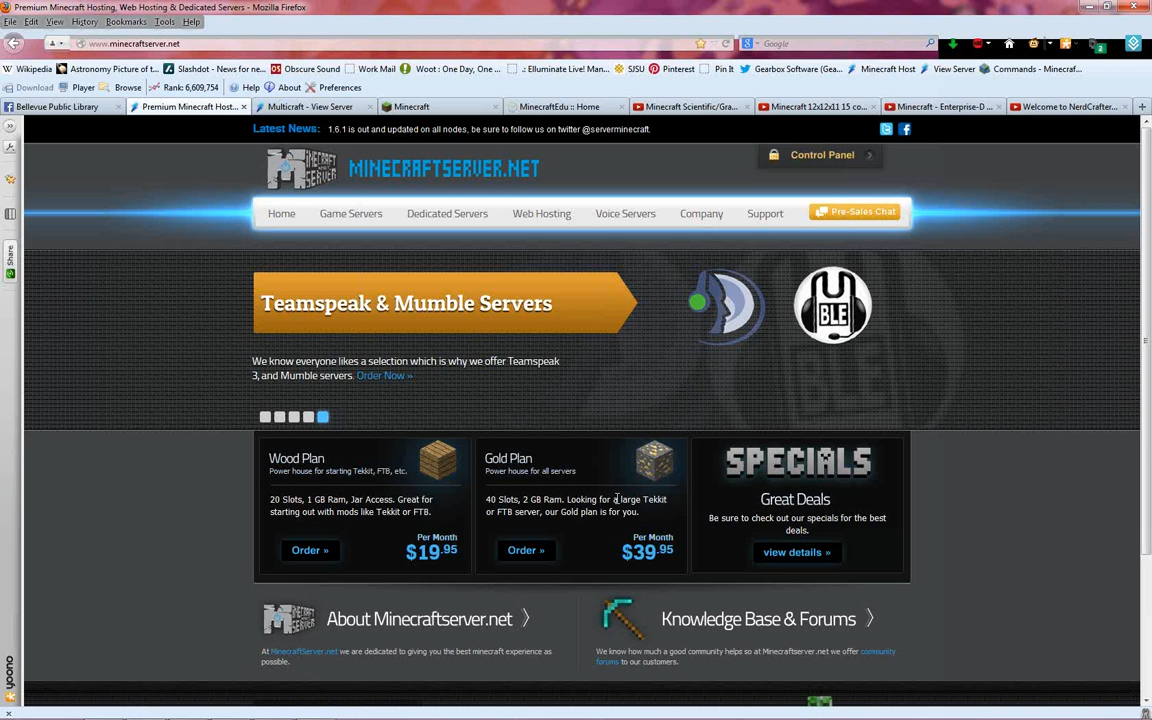 Premium Minecraft Hosting, Web Hosting & Dedicated Servers - Mozilla Firefox
File Edit View History Bookmarks Tools Help
www.minecraftserver.net
Google
2
Wikipedia Astronomy Picture of t... Slashdot - News for ne... Obscure Sound Work Mail Woot : One Day, One ... .: Elluminate Live! Man... SJSU Pinterest Pin It Gearbox Software (Gea... Minecraft Host View Server Commands - Minecraf...
Download Player Browse Rank: 6,609,754 Help About Preferences
Bellevue Public Library Premium Minecraft Host... Multicraft - View Server Minecraft MinecraftEdu :: Home Minecraft Scientific/Gra... Minecraft 12x12x11 15 co... Minecraft - Enterprise-D ... Welcome to NerdCrafter...
Latest News: 1.6.1 is out and updated on all nodes, be sure to follow us on twitter @serverminecraft.
MINECRAFT SERVER
MINECRAFTSERVER.NET
Control Panel
Home Game Servers Dedicated Servers Web Hosting Voice Servers Company Support Pre-Sales Chat
Share
Teamspeak & Mumble Servers
BLE
We know everyone likes a selection which is why we offer Teamspeak
3, and Mumble servers. Order Now »
Wood Plan
Power house for starting Tekkit, FTB, etc.
20 Slots, 1 GB Ram, Jar Access. Great for
starting out with mods like Tekkit or FTB.
Per Month
Order »
$19.95
Gold Plan
Power house for all servers
40 Slots, 2 GB Ram. Looking for a large Tekkit
or FTB server, our Gold plan is for you.
Per Month
Order »
$39.95
SPECIALS
Great Deals
Be sure to check out our specials for the best
deals.
view details »
MINECRAFT SERVER
About Minecraftserver.net
At MinecraftServer.net we are dedicated to giving you the best minecraft experience as
possible.
Knowledge Base & Forums
We know how much a good community helps so at Minecraftserver.net we offer community
forums to our customers.
yoono